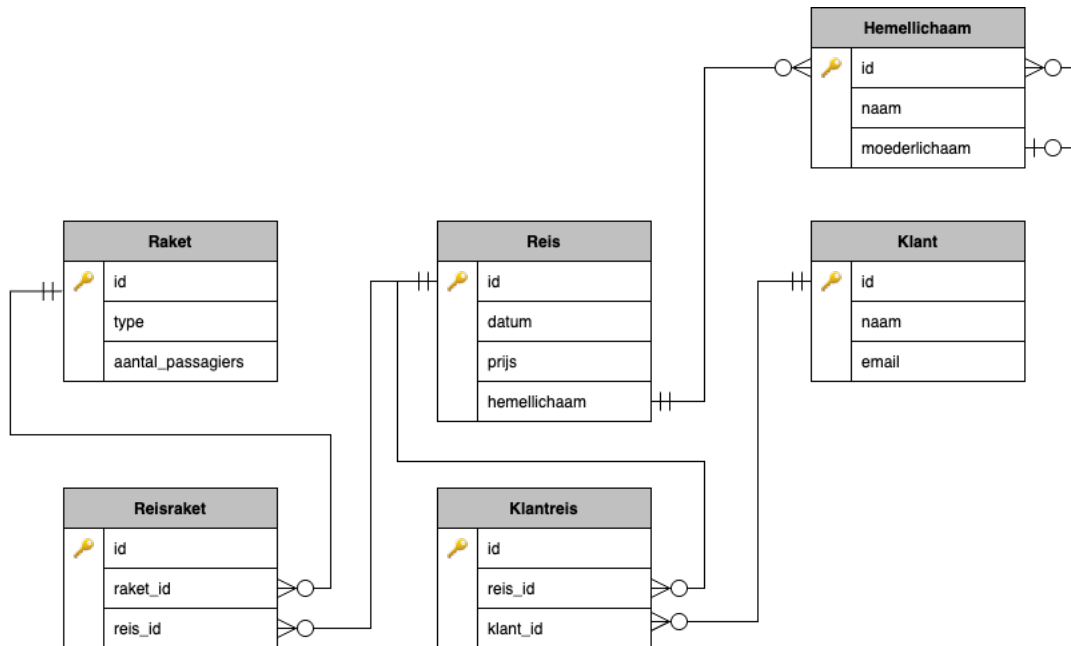 Hemellichaam
id
naam
moederlichaam
Raket
id
type
aantal_passagiers
Reis
id
datum
prijs
hemellichaam
Klant
id
naam
email
Reisraket
id
raket_id
reis_id
Klantreis
id
reis_id
klant_id